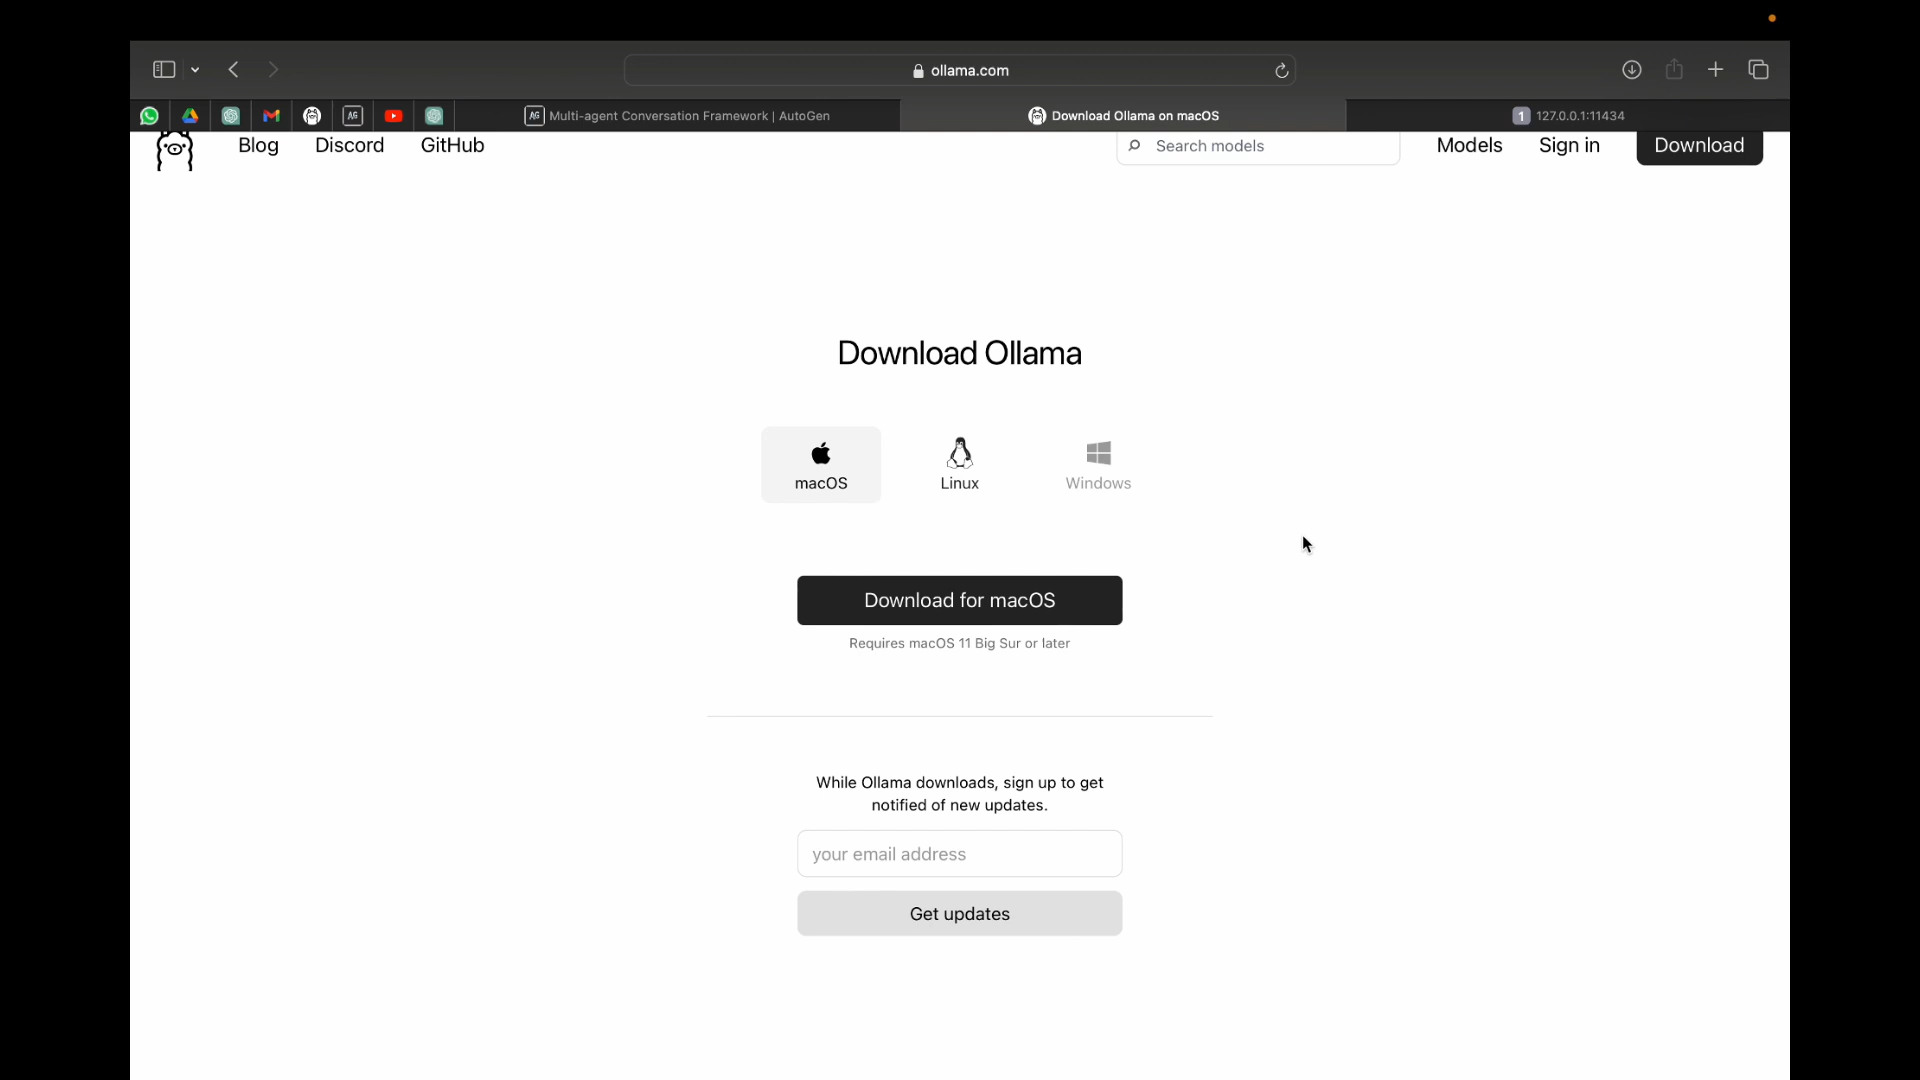 ollama.com
Multi-agent Conversation Framework | AutoGen
Download Ollama on macOS
1 127.0.0.1:11434
Blog
Discord
GitHub
Search models
Models
Sign in
Download
Download Ollama
macOS
Linux
Windows
Download for macOS
Requires macOS 11 Big Sur or later
While Ollama downloads, sign up to get
notified of new updates.
your email address
Get updates